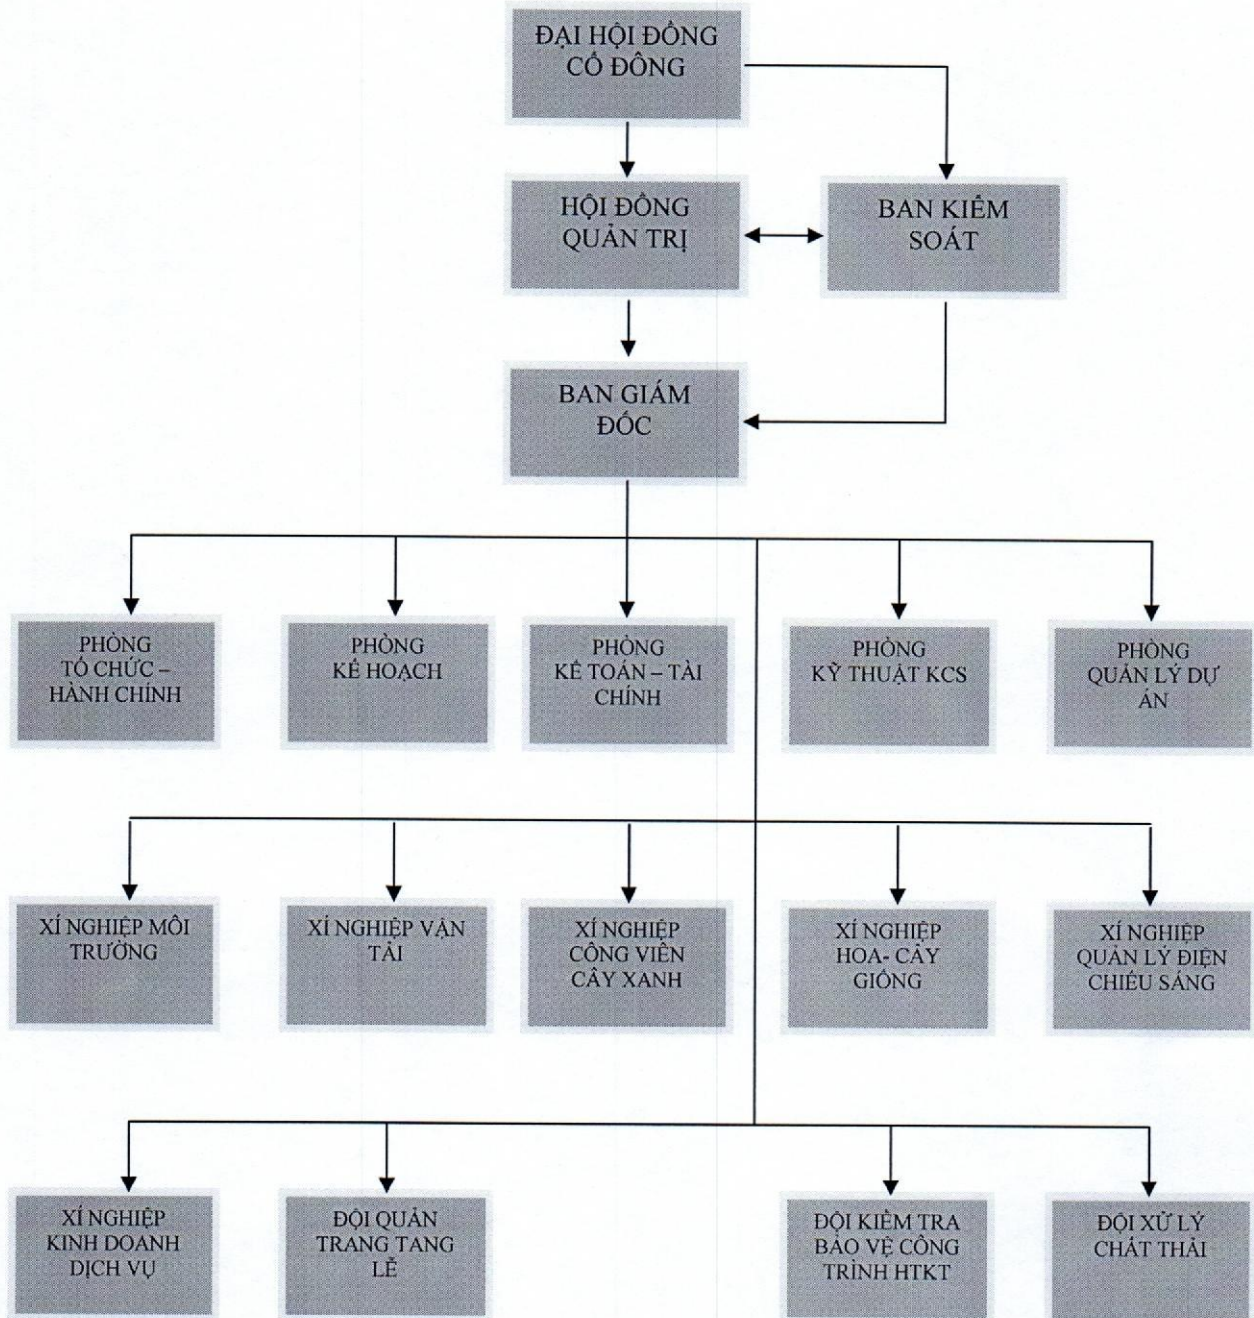 ĐẠI HỘI ĐỒNG
CỔ ĐÔNG
HỘI ĐỒNG
QUẢN TRỊ
BAN KIỂM
SOÁT
BAN GIÁM
ĐỐC
PHÒNG
TỔ CHỨC –
HÀNH CHÍNH
PHÒNG
KẾ HOẠCH
PHÒNG
KẾ TOÁN – TÀI
CHÍNH
PHÒNG
KỸ THUẬT KCS
PHÒNG
QUẢN LÝ DỰ
ÁN
XÍ NGHIỆP MÔI
TRƯỜNG
XÍ NGHIỆP VẬN
TẢI
XÍ NGHIỆP
CÔNG VIÊN
CÂY XANH
XÍ NGHIỆP
HOA- CÂY
GIỐNG
XÍ NGHIỆP
QUẢN LÝ ĐIỆN
CHIẾU SÁNG
XÍ NGHIỆP
KINH DOANH
DỊCH VỤ
ĐỘI QUẢN
TRANG TANG
LỄ
ĐỘI KIỂM TRA
BẢO VỆ CÔNG
TRÌNH HTKT
ĐỘI XỬ LÝ
CHẤT THẢI